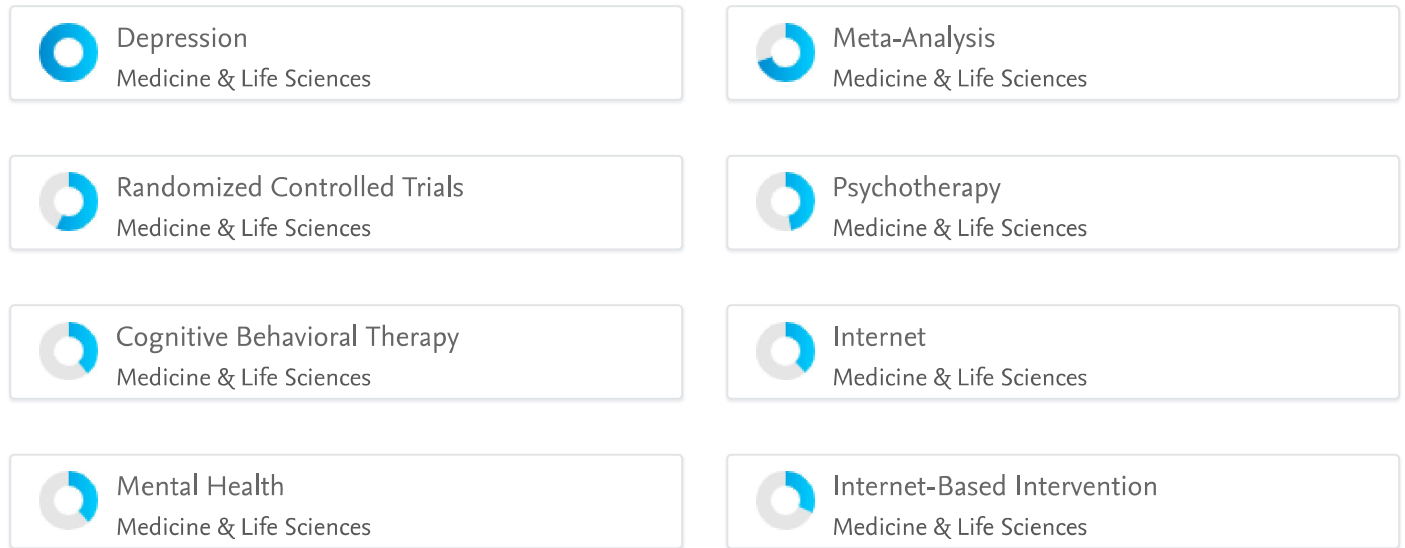 Depression
Medicine & Life Sciences
Meta-Analysis
Medicine & Life Sciences
Randomized Controlled Trials
Medicine & Life Sciences
Psychotherapy
Medicine & Life Sciences
Cognitive Behavioral Therapy
Medicine & Life Sciences
Internet
Medicine & Life Sciences
Mental Health
Medicine & Life Sciences
Internet-Based Intervention
Medicine & Life Sciences